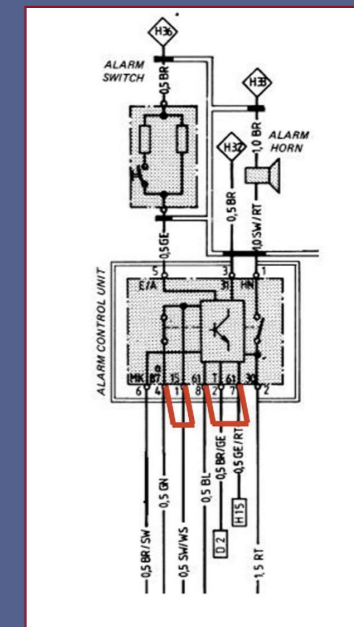 H36
ALARM
SWITCH
0,5 BR
H33
ALARM
HORN
1,0 BR
H32
0,5 BR
1,0 SW/RT
0,5 GE
5 3 1
E/A 31 HN
ALARM CONTROL UNIT
MK 87 15 61 T 61 30
6 4 1 8 2 7 2
0,5 BR/SW
0,5 GN
0,5 SW/WS
0,5 BL
0,5 BR/GE
D2
0,5 GE/RT
H15
1,5 RT